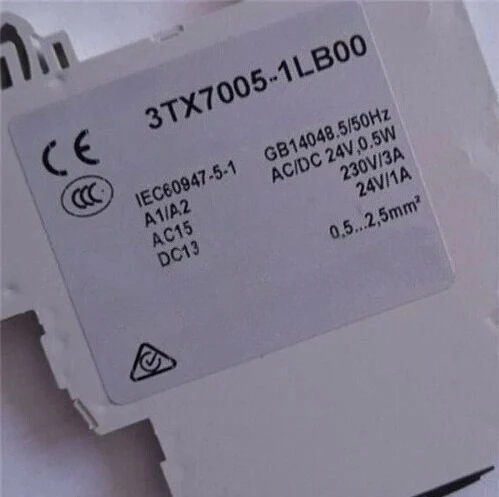 3TX7005-1LB00
CE
CCC
IEC60947-5-1 GB14048.5/50Hz
A1/A2 AC/DC 24V,0.5W
AC15 230V/3A
DC13 24V/1A
0,5...2,5mm²